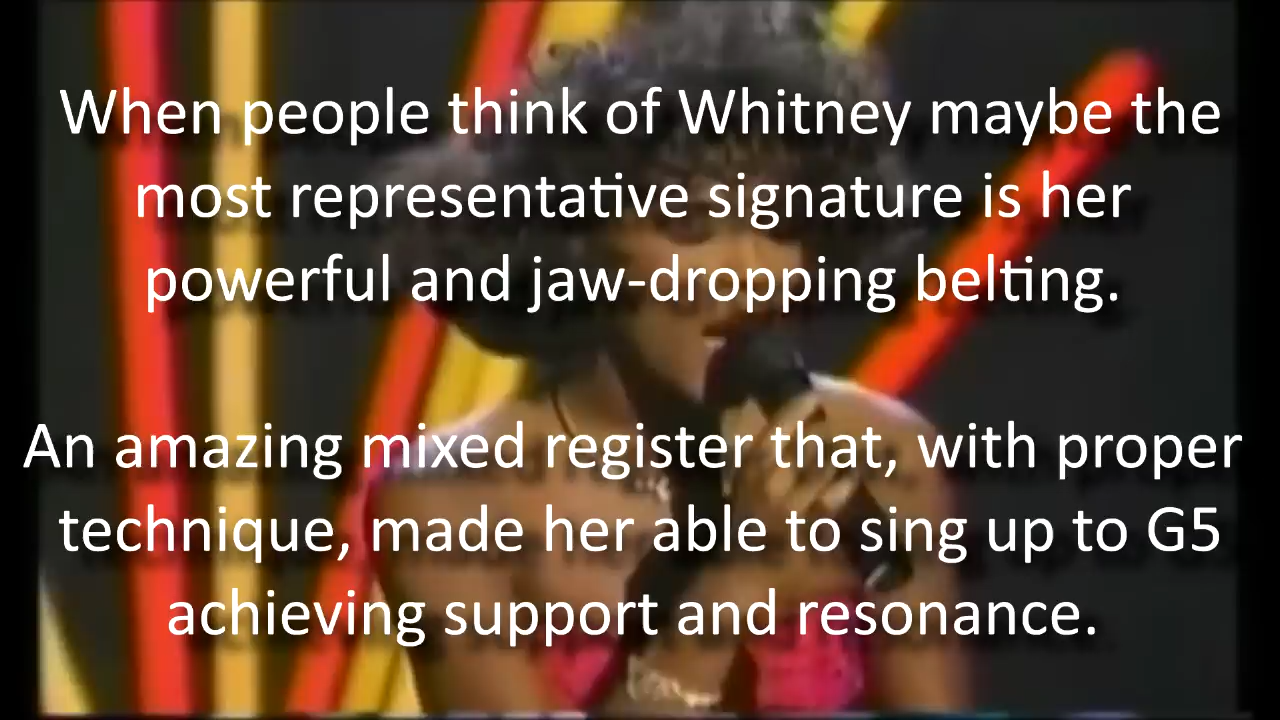 When people think of Whitney maybe the
most representative signature is her
powerful and jaw-dropping belting.
An amazing mixed register that, with proper
technique, made her able to sing up to G5
achieving support and resonance.